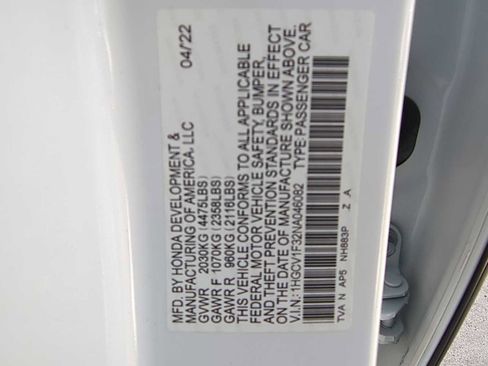 MFD. BY HONDA DEVELOPMENT &
MANUFACTURING OF AMERICA, LLC 04/22
GVWR 2030KG (4475LBS)
GAWR F 1070KG (2358LBS)
GAWR R 960KG (2116LBS)
THIS VEHICLE CONFORMS TO ALL APPLICABLE
FEDERAL MOTOR VEHICLE SAFETY, BUMPER,
AND THEFT PREVENTION STANDARDS IN EFFECT
ON THE DATE OF MANUFACTURE SHOWN ABOVE.
V.I.N.: 1HGCV1F32NA046082 TYPE: PASSENGER CAR
TVA N AP5 NH883P Z A